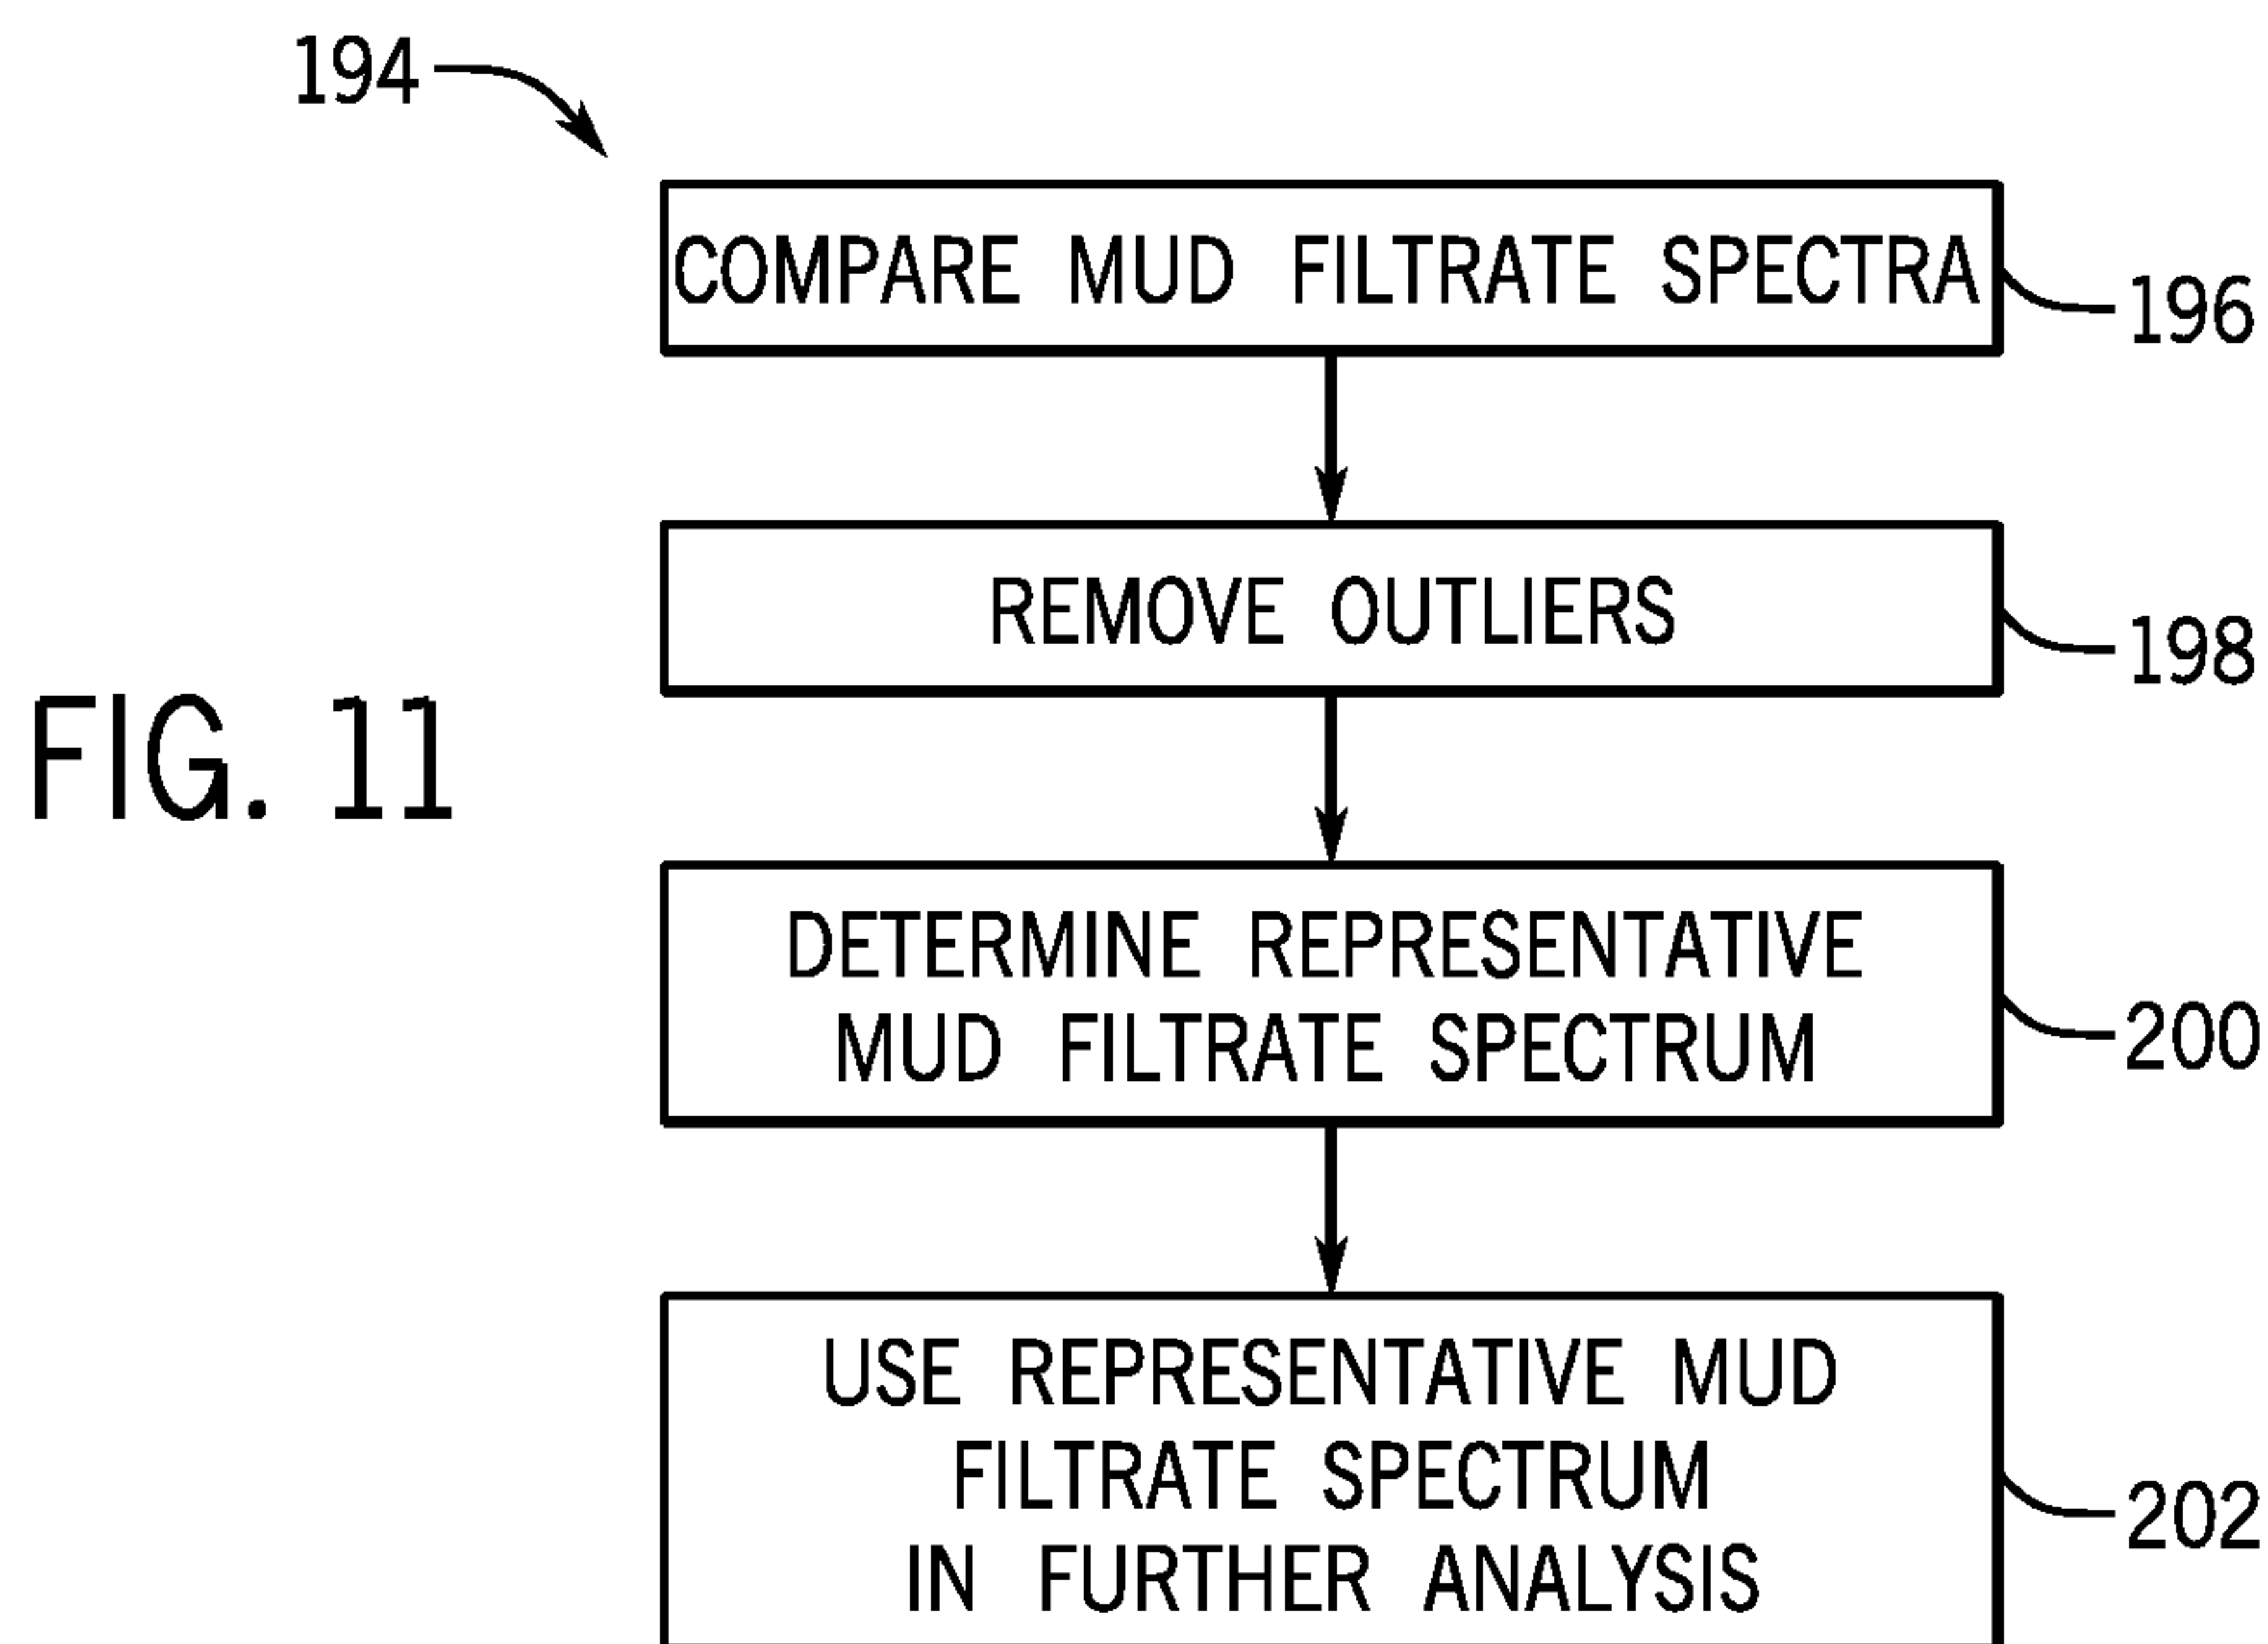 194
COMPARE MUD FILTRATE SPECTRA
196
REMOVE OUTLIERS
198
FIG. 11
DETERMINE REPRESENTATIVE
MUD FILTRATE SPECTRUM
200
USE REPRESENTATIVE MUD
FILTRATE SPECTRUM
IN FURTHER ANALYSIS
202